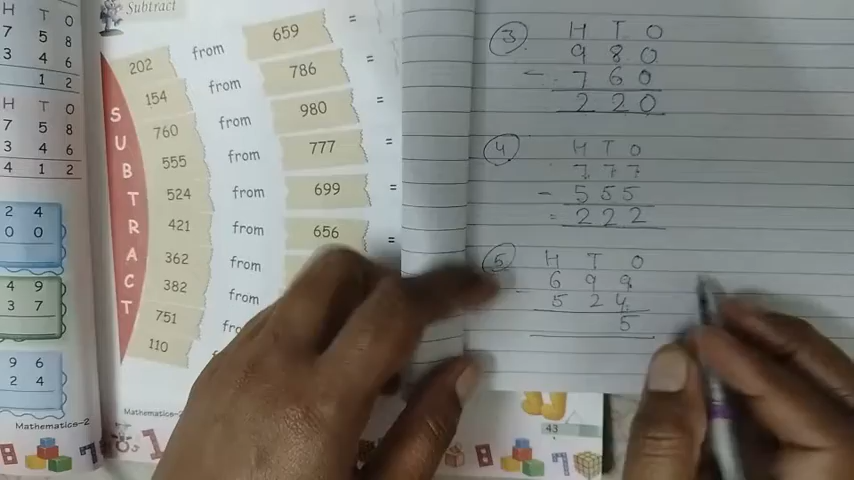 Subtract
H T O
7 5 8
3 4 6
1 2
H T O
7 5 8
3 4 6
4 1 2
2 4
0 0
4 9
3 7
9 6
2 4
Mathematics-2
SUBTRACT
202 from 659 =
154 from 786 =
760 from 980 =
555 from 777 =
524 from 699 =
421 from 656 =
362 from
382 from
751
110
Mathematics-2
43
③ H T O
9 8 0
- 7 6 0
2 2 0
④ H T O
7 7 7
- 5 5 5
= 2 2 2
⑤ H T O
6 9 9
- 5 2 4
5